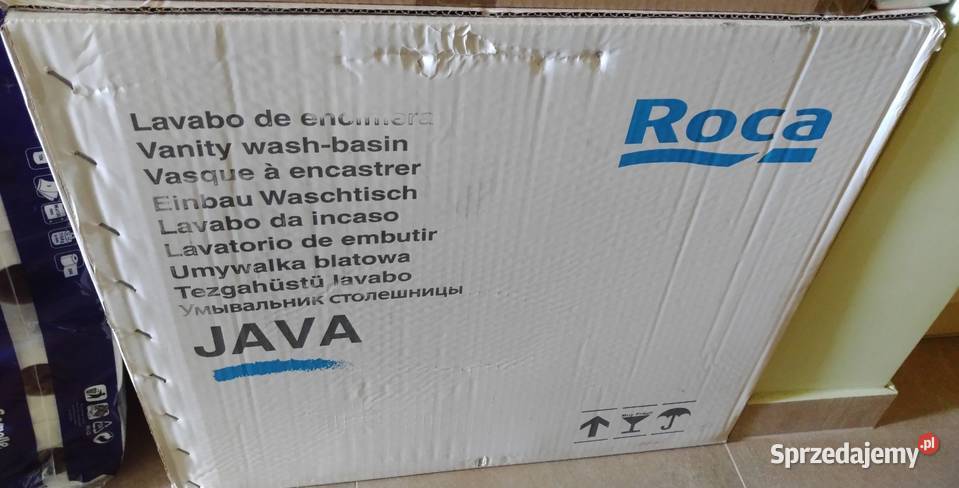 Lavabo de encimera
Vanity wash-basin
Vasque à encastrer
Einbau Waschtisch
Lavabo da incaso
Lavatorio de embutir
Umywalka blatowa
Tezgahüstü lavabo
Умывальник столешницы
JAVA
Roca
Sprzedajemy.pl